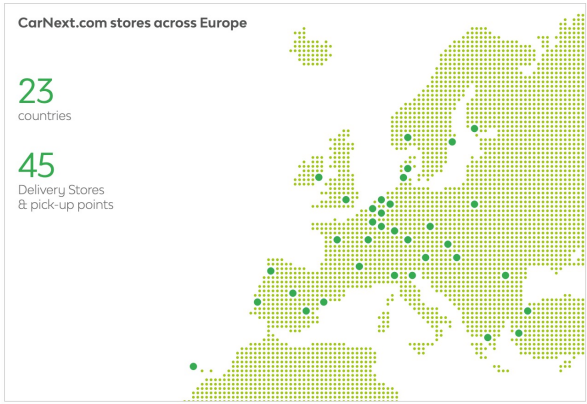 CarNext.com stores across Europe
23
countries
45
Delivery Stores
& pick-up points